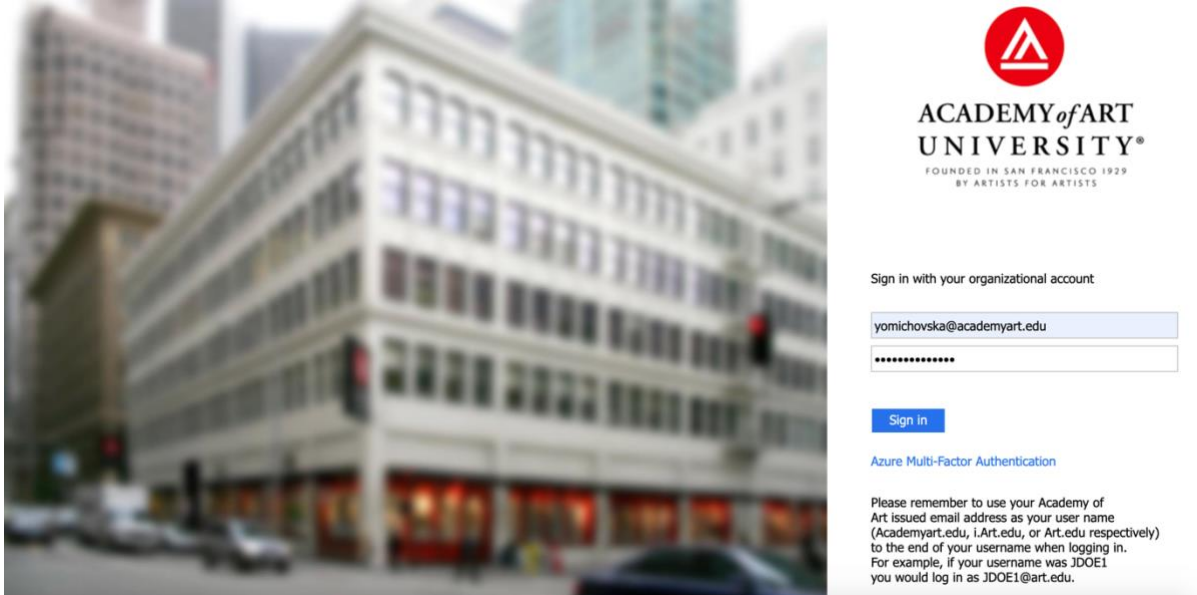 ACADEMY of ART
UNIVERSITY®
FOUNDED IN SAN FRANCISCO 1929
BY ARTISTS FOR ARTISTS
Sign in with your organizational account
yomichovska@academyart.edu
••••••••••••••
Sign in
Azure Multi-Factor Authentication
Please remember to use your Academy of
Art issued email address as your user name
(Academyart.edu, i.Art.edu, or Art.edu respectively)
to the end of your username when logging in.
For example, if your username was JDOE1
you would log in as JDOE1@art.edu.